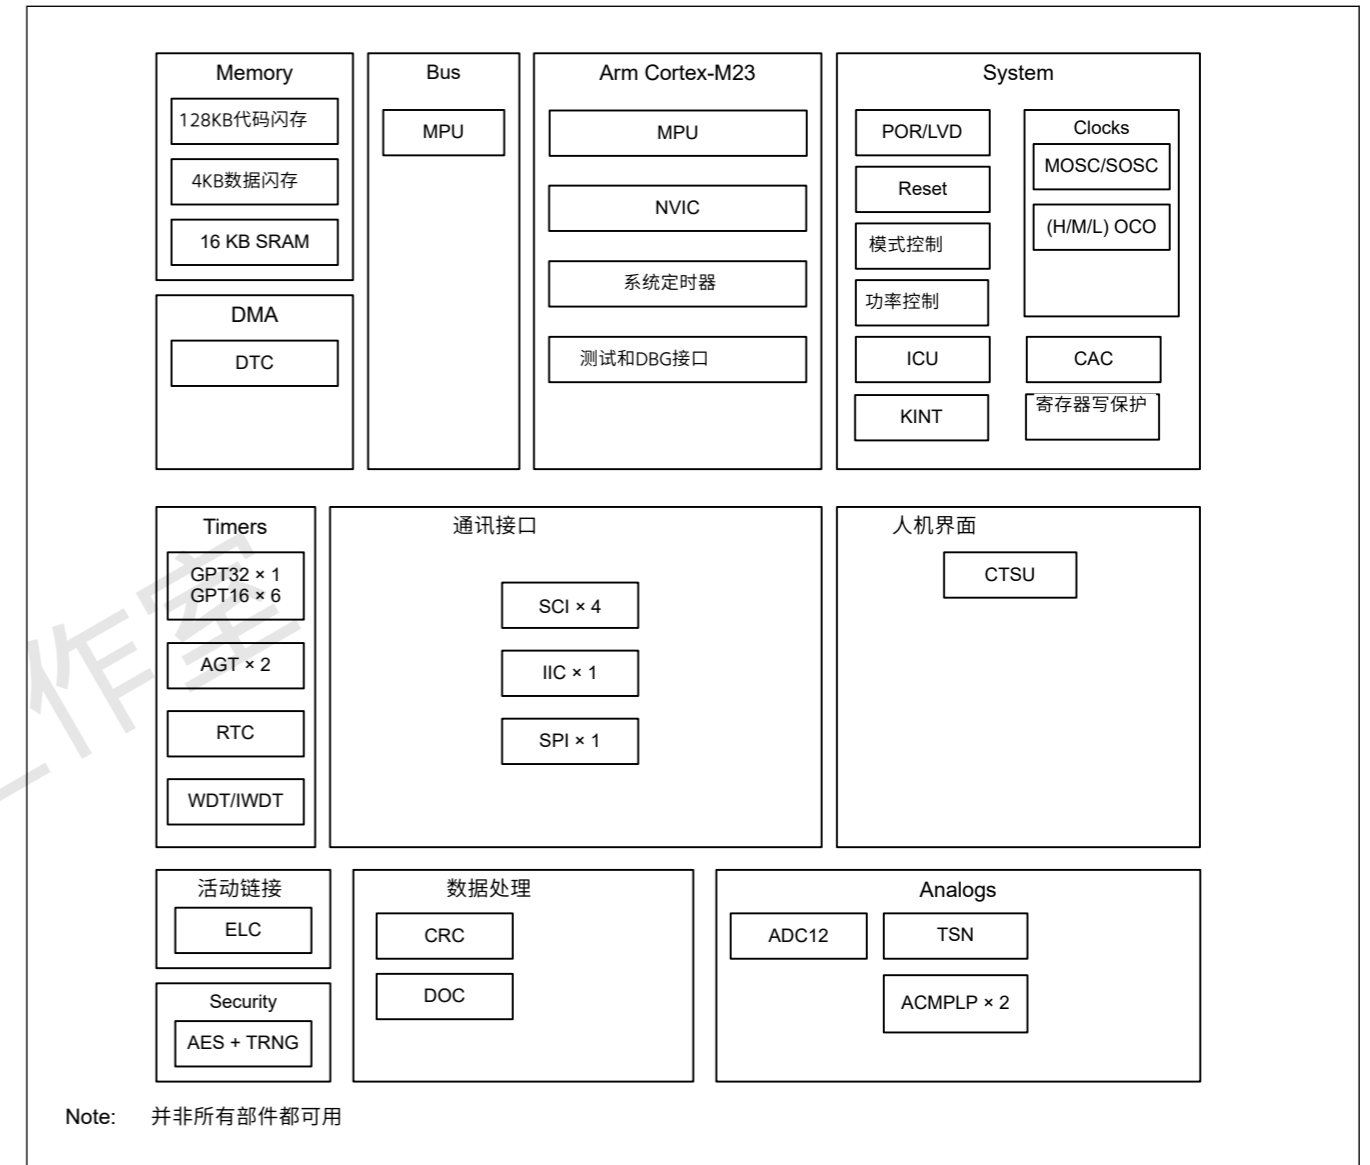 Memory
128KB代码闪存
4KB数据闪存
16 KB SRAM
DMA
DTC
Bus
MPU
Arm Cortex-M23
MPU
NVIC
系统定时器
测试和DBG接口
System
POR/LVD
Reset
模式控制
功率控制
ICU
KINT
Clocks
MOSC/SOSC
(H/M/L) OCO
CAC
寄存器写保护
Timers
GPT32 × 1
GPT16 × 6
AGT × 2
RTC
WDT/IWDT
通讯接口
SCI × 4
IIC × 1
SPI × 1
人机界面
CTSU
活动链接
ELC
Security
AES + TRNG
数据处理
CRC
DOC
Analogs
ADC12
TSN
ACMPLP × 2
Note: 并非所有部件都可用
作室